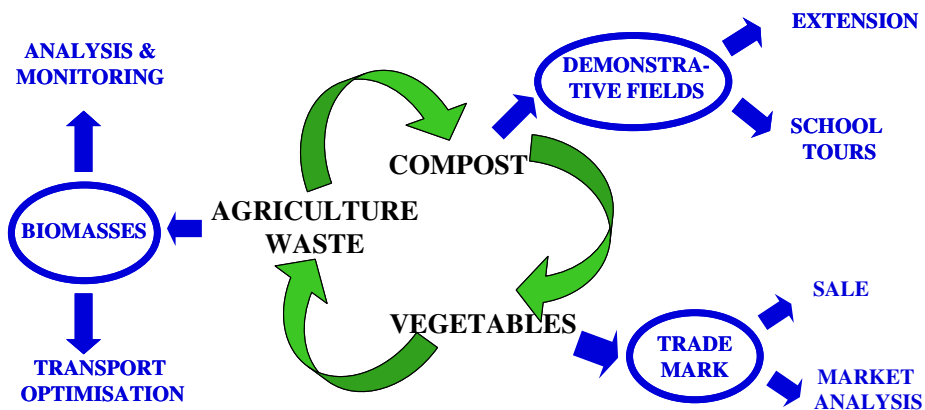 EXTENSION
ANALYSIS &
MONITORING
DEMONSTRA-
TIVE FIELDS
SCHOOL
TOURS
COMPOST
AGRICULTURE
WASTE
BIOMASSES
VEGETABLES
SALE
TRADE
MARK
TRANSPORT
OPTIMISATION
MARKET
ANALYSIS